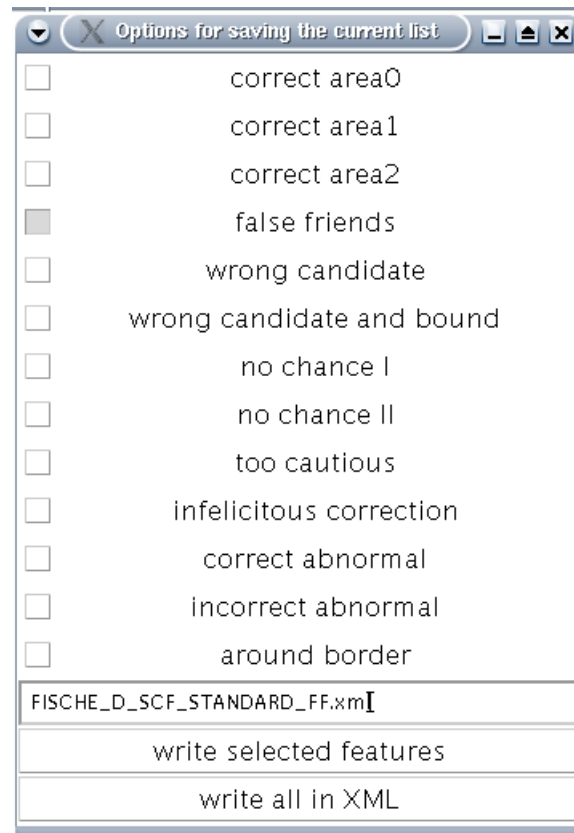 Options for saving the current list
correct area0
correct area1
correct area2
false friends
wrong candidate
wrong candidate and bound
no chance I
no chance II
too cautious
infelicitous correction
correct abnormal
incorrect abnormal
around border
FISCHE_D_SCF_STANDARD_FF.xm
write selected features
write all in XML